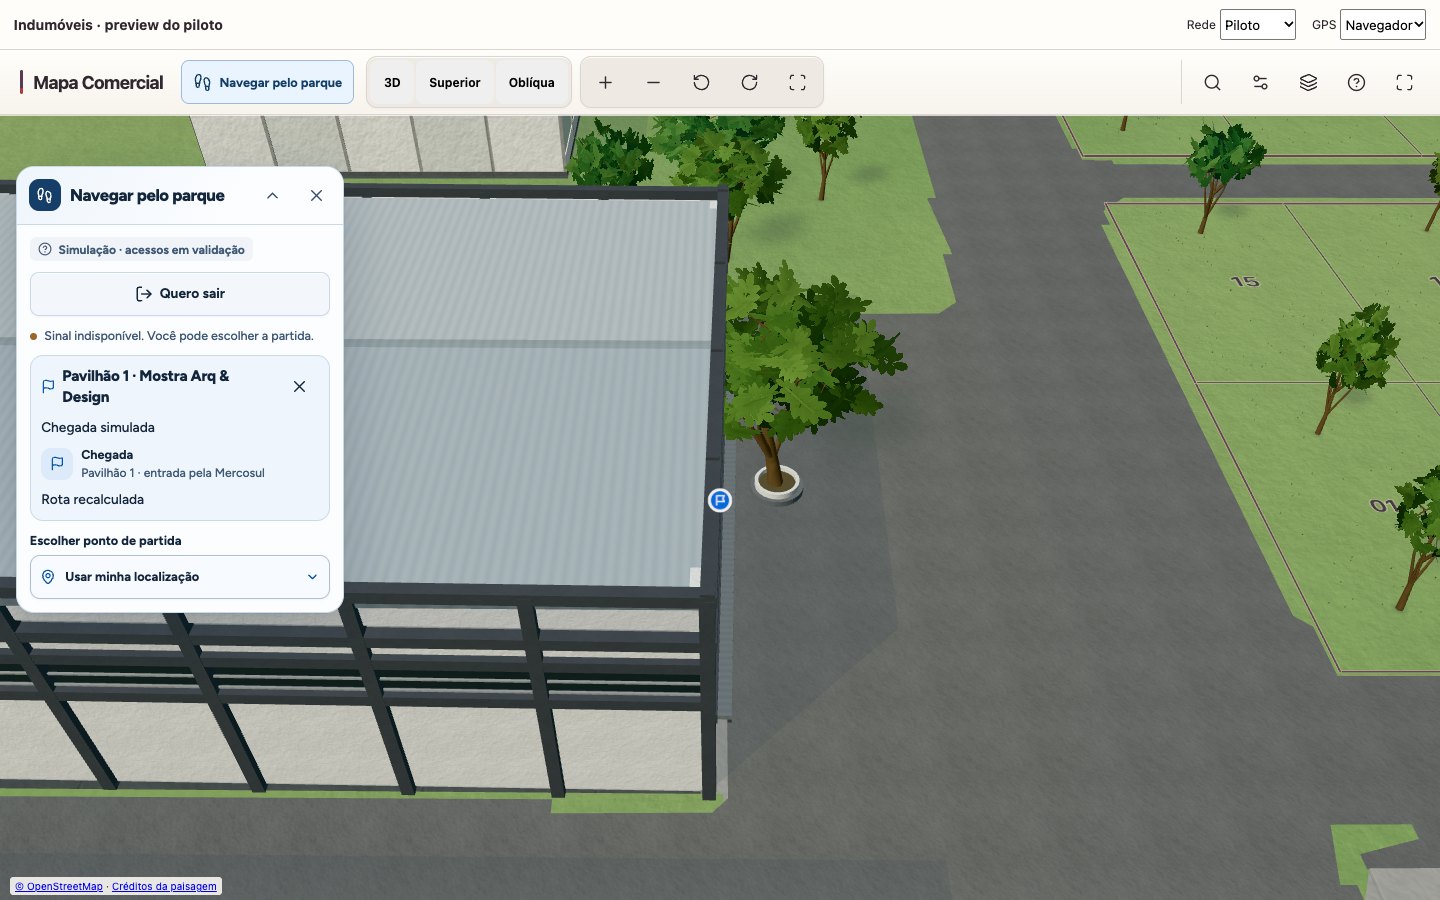 Indumóveis · preview do piloto
Rede Piloto GPS Navegador
Mapa Comercial Navegar pelo parque 3D Superior Oblíqua
Navegar pelo parque
Simulação · acessos em validação
Quero sair
Sinal indisponível. Você pode escolher a partida.
Pavilhão 1 · Mostra Arq &
Design
Chegada simulada
Chegada
Pavilhão 1 · entrada pela Mercosul
Rota recalculada
Escolher ponto de partida
Usar minha localização
15
© OpenStreetMap · Créditos da paisagem